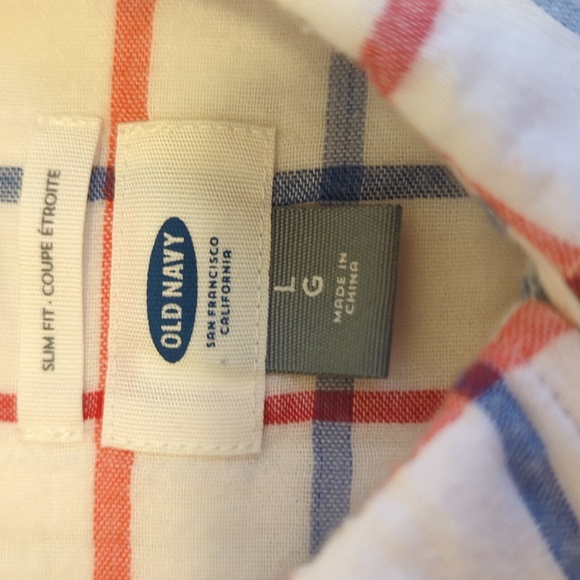 SLIM FIT · COUPE ÉTROITE
OLD NAVY
SAN FRANCISCO
CALIFORNIA
L
G
MADE IN
CHINA